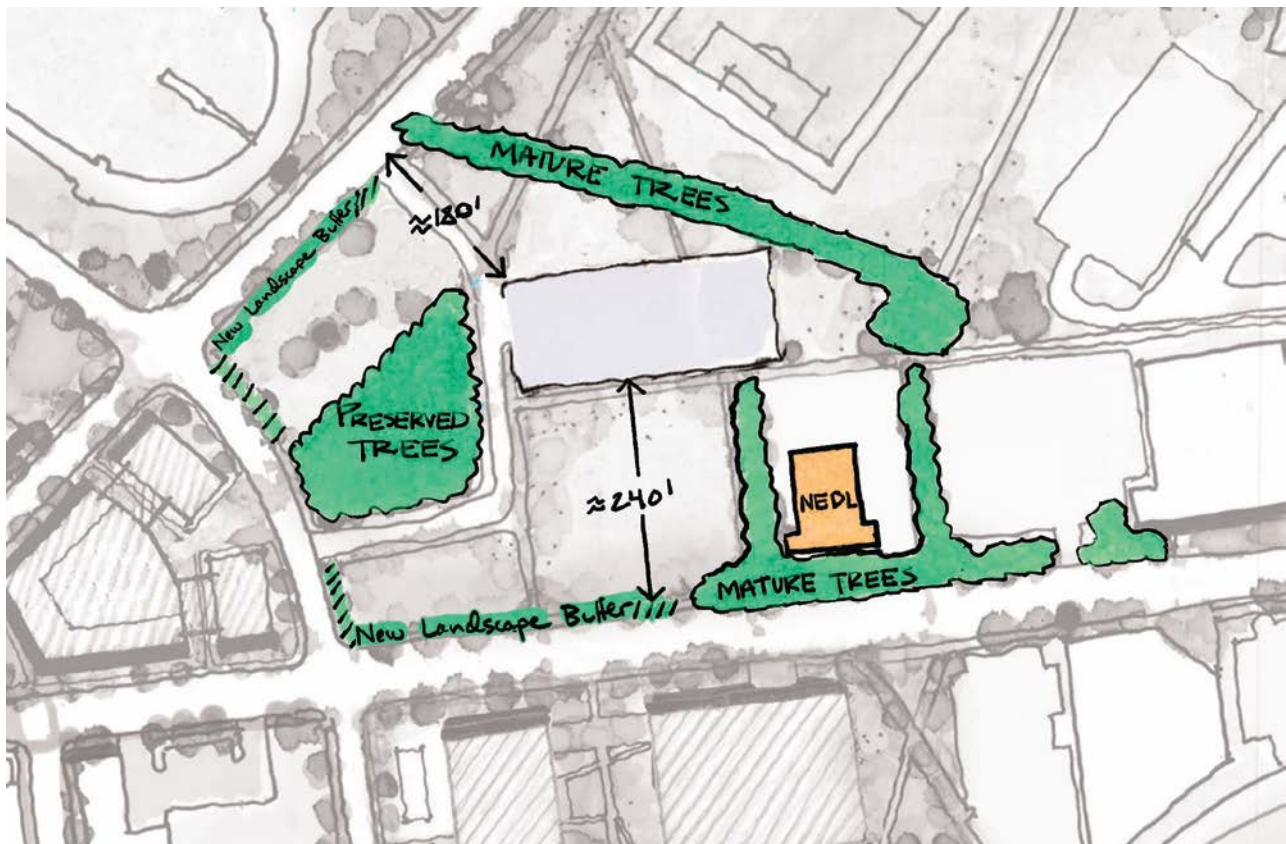 MATURE TREES
≈180'
New Landscape Buffer
PRESERVED
TREES
≈240'
NEDL
MATURE TREES
New Landscape Buffer